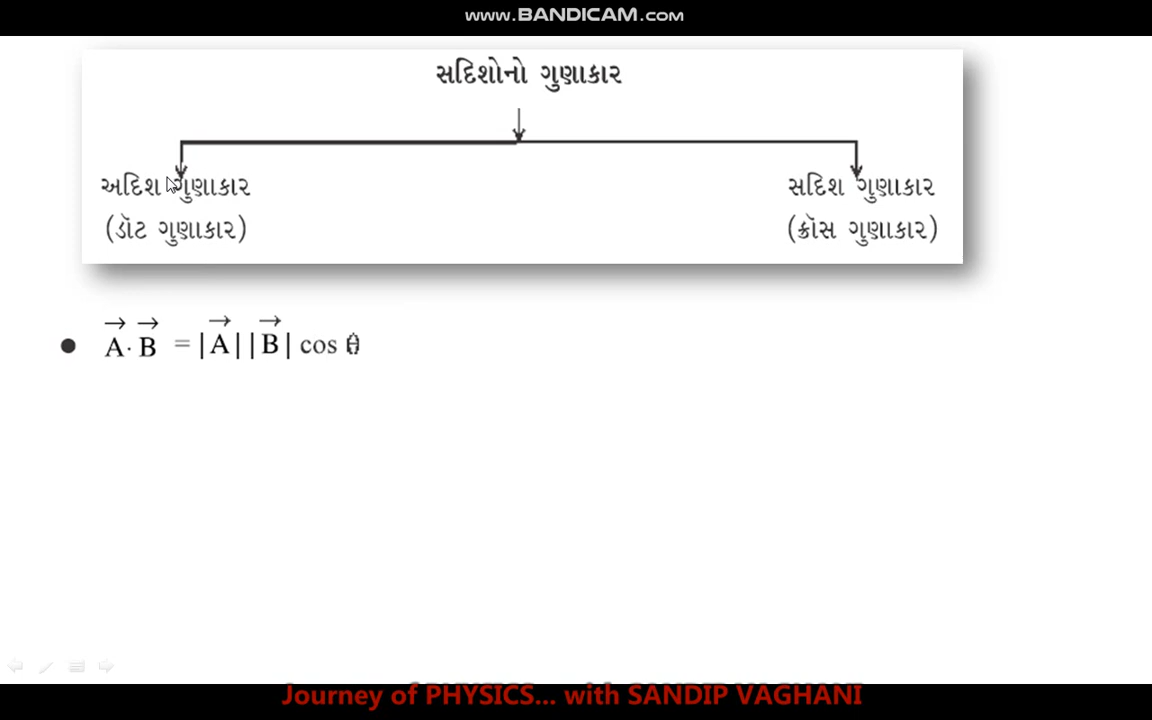 www.BANDICAM.com
સદિશોનો ગુણાકાર
અદિશ ગુણાકાર
(ડૉટ ગુણાકાર)
સદિશ ગુણાકાર
(ક્રૉસ ગુણાકાર)
● A⃗ · B⃗ = |A⃗| |B⃗| cos θ
Journey of PHYSICS... with SANDIP VAGHANI